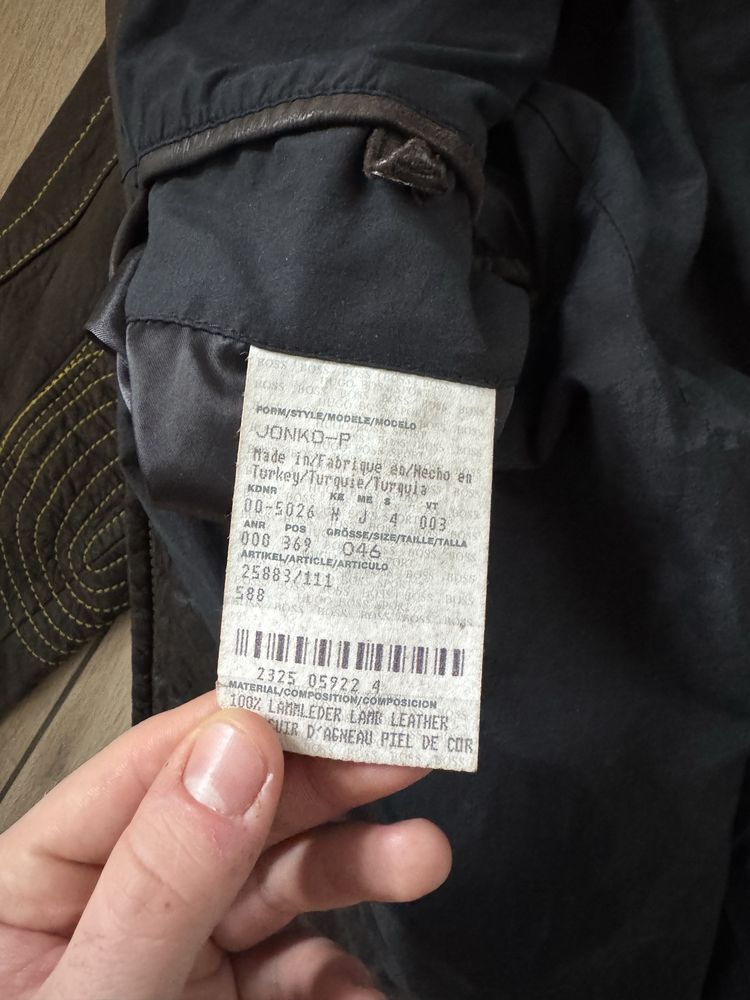 FORM/STYLE/MODELE/MODELO
JONKO-P
Made in/Fabrique en/Hecho en
Turkey/Turquie/Turquia
KDNR KE ME S VT
00-5026 H J 4 003
ANR POS GRÖSSE/SIZE/TAILLE/TALLA
008 369 046
ARTIKEL/ARTICLE/ARTICULO
25883/111
588
2325 05922 4
MATERIAL/COMPOSITION/COMPOSICION
100% LAMMLEDER LAMB LEATHER
D'AGNEAU PIEL DE COR